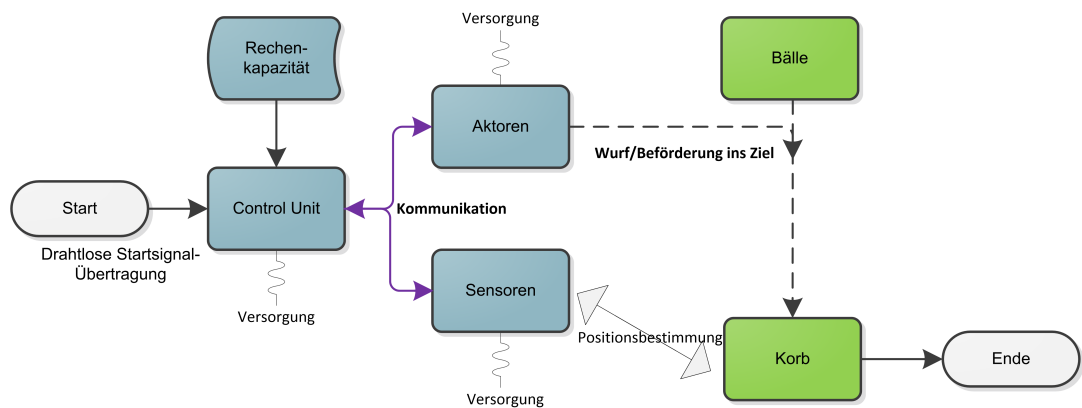 Versorgung
Rechen-
kapazität
Bälle
Aktoren
Wurf/Beförderung ins Ziel
Start
Control Unit
Kommunikation
Drahtlose Startsignal-
Übertragung
Sensoren
Versorgung
Positionsbestimmung
Korb
Ende
Versorgung